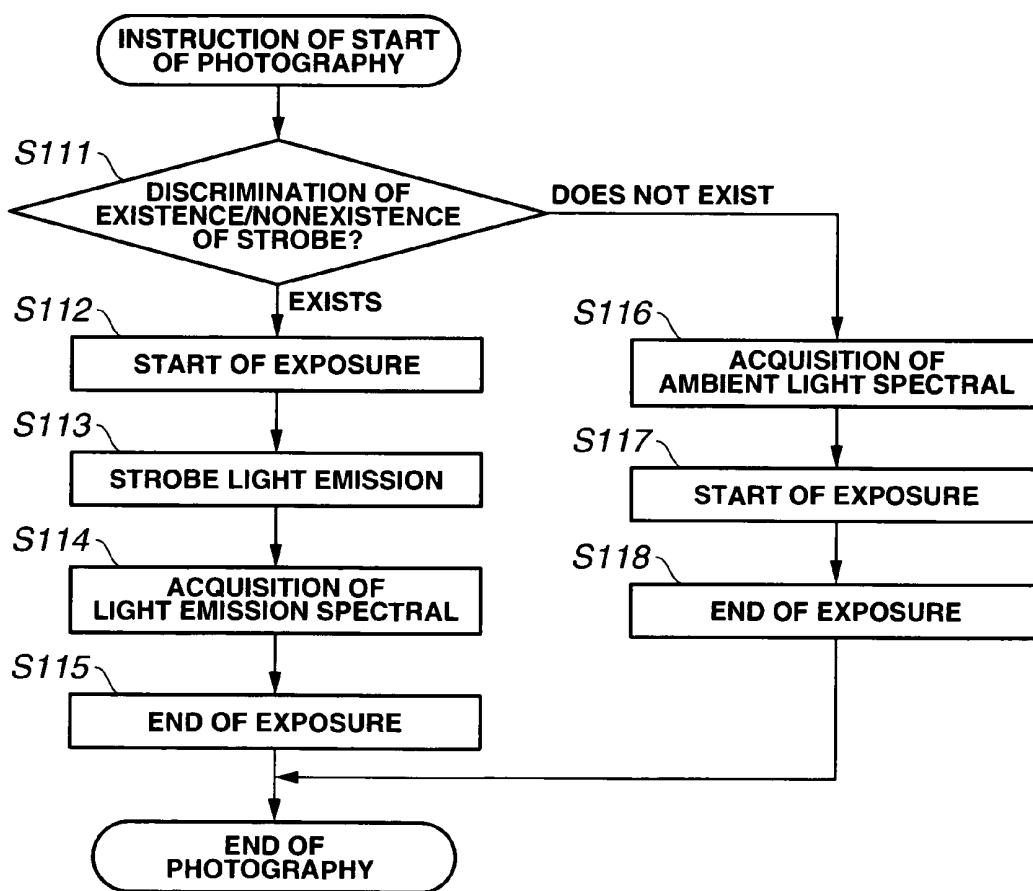 INSTRUCTION OF START
OF PHOTOGRAPHY
S111
DISCRIMINATION OF
EXISTENCE/NONEXISTENCE
OF STROBE?
DOES NOT EXIST
EXISTS
S112
START OF EXPOSURE
S113
STROBE LIGHT EMISSION
S114
ACQUISITION OF
LIGHT EMISSION SPECTRAL
S115
END OF EXPOSURE
S116
ACQUISITION OF
AMBIENT LIGHT SPECTRAL
S117
START OF EXPOSURE
S118
END OF EXPOSURE
END OF
PHOTOGRAPHY